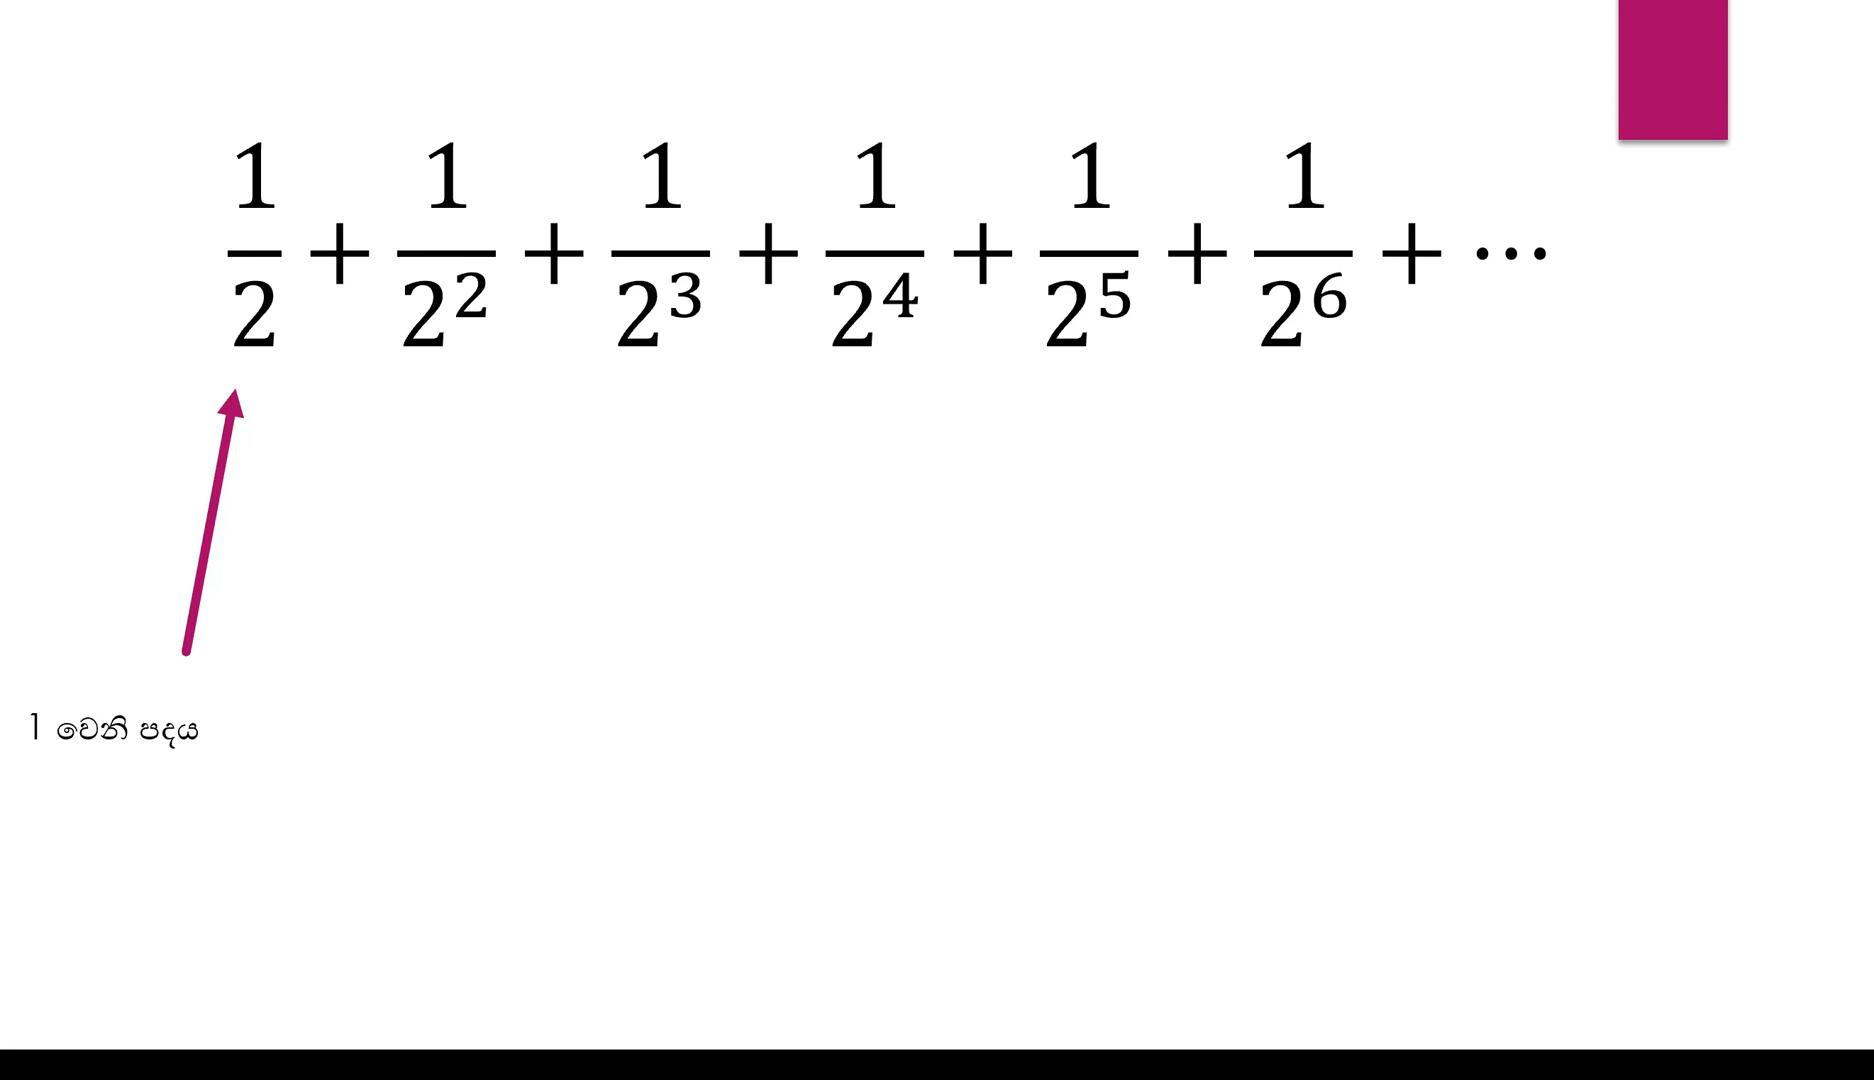 1/2 + 1/2² + 1/2³ + 1/2⁴ + 1/2⁵ + 1/2⁶ + ⋯
1 වෙනි පදය